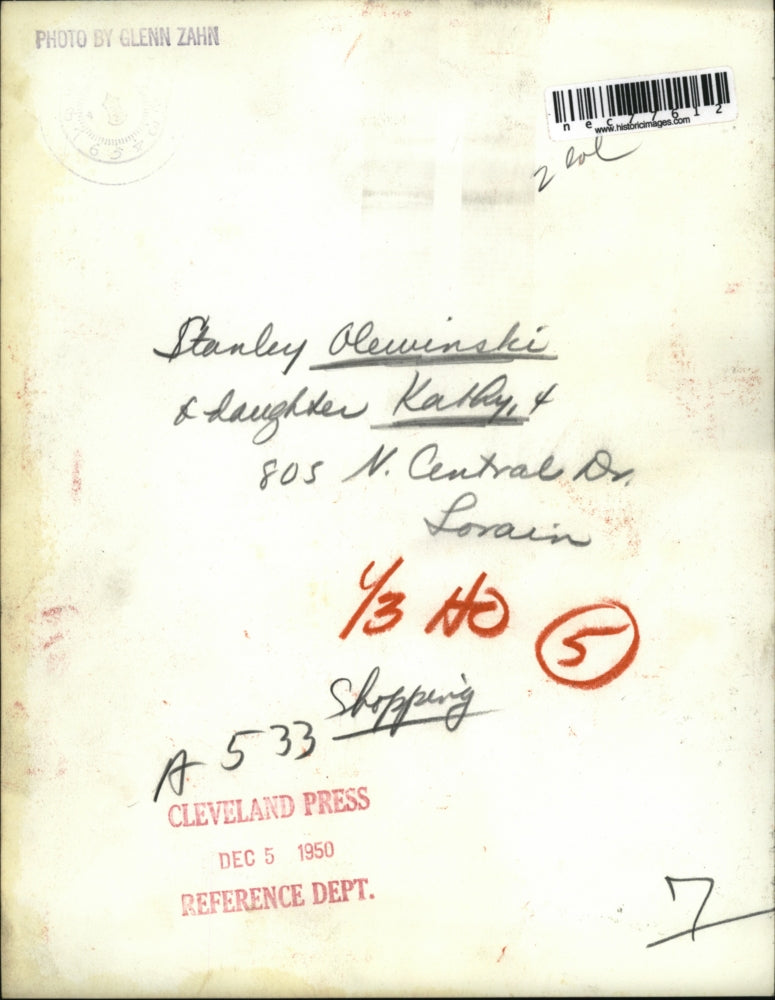 PHOTO BY GLENN ZAHN
nec77612
www.historicimages.com
2 col
Stanley Olewinski
& daughter Kathy, 4
805 N. Central Dr.
Lorain
1/3 HO 5
Shopping
A 533
CLEVELAND PRESS
DEC 5 1950
REFERENCE DEPT.
7